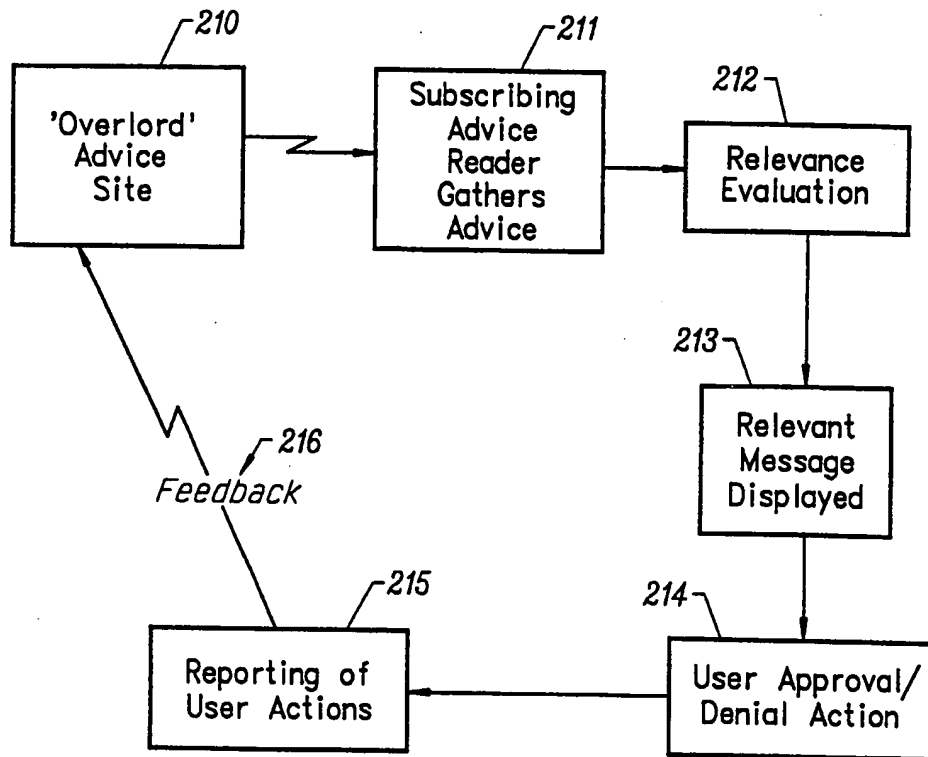 210
'Overlord'
Advice
Site
211
Subscribing
Advice
Reader
Gathers
Advice
212
Relevance
Evaluation
213
Relevant
Message
Displayed
214
User Approval/
Denial Action
215
Reporting of
User Actions
216
Feedback